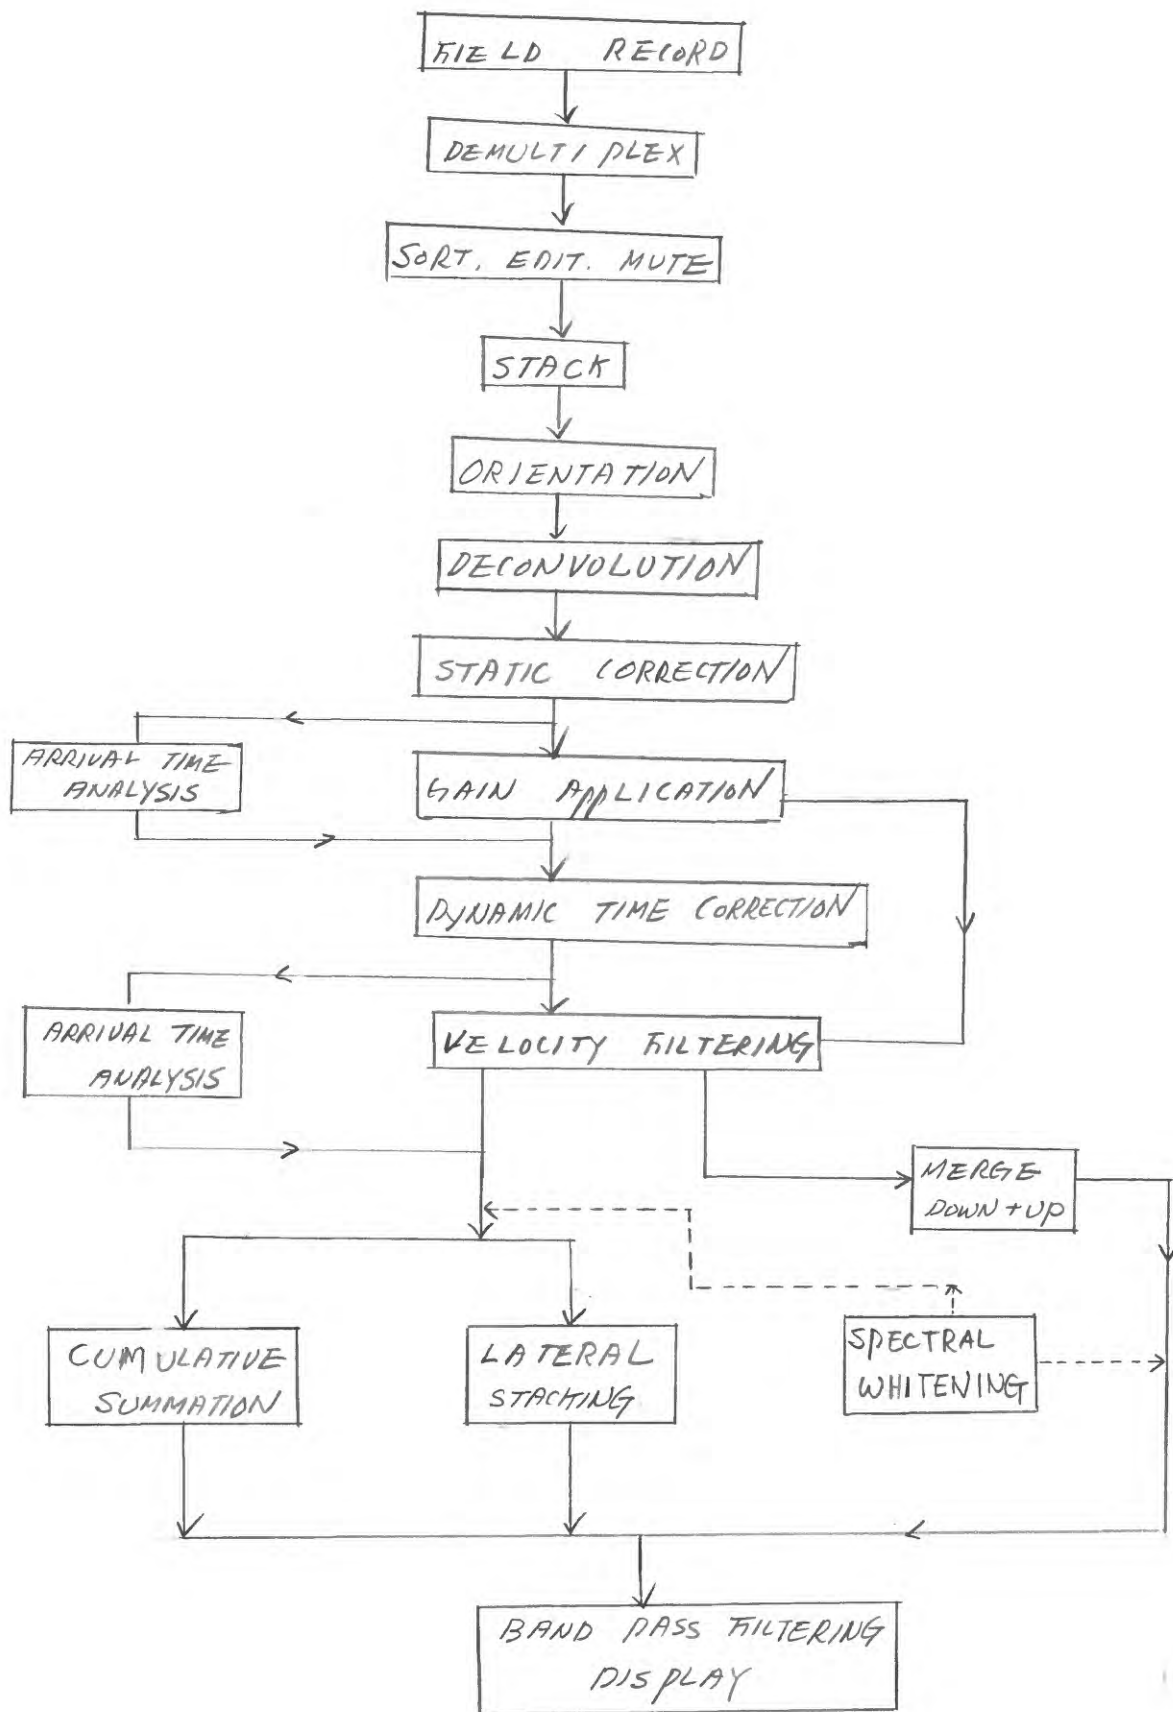 FIELD RECORD
DEMULTIPLEX
SORT. EDIT. MUTE
STACK
ORIENTATION
DECONVOLUTION
STATIC CORRECTION
ARRIVAL TIME
ANALYSIS
GAIN APPLICATION
DYNAMIC TIME CORRECTION
ARRIVAL TIME
ANALYSIS
VELOCITY FILTERING
MERGE
DOWN + UP
CUMULATIVE
SUMMATION
LATERAL
STACKING
SPECTRAL
WHITENING
BAND PASS FILTERING
DISPLAY